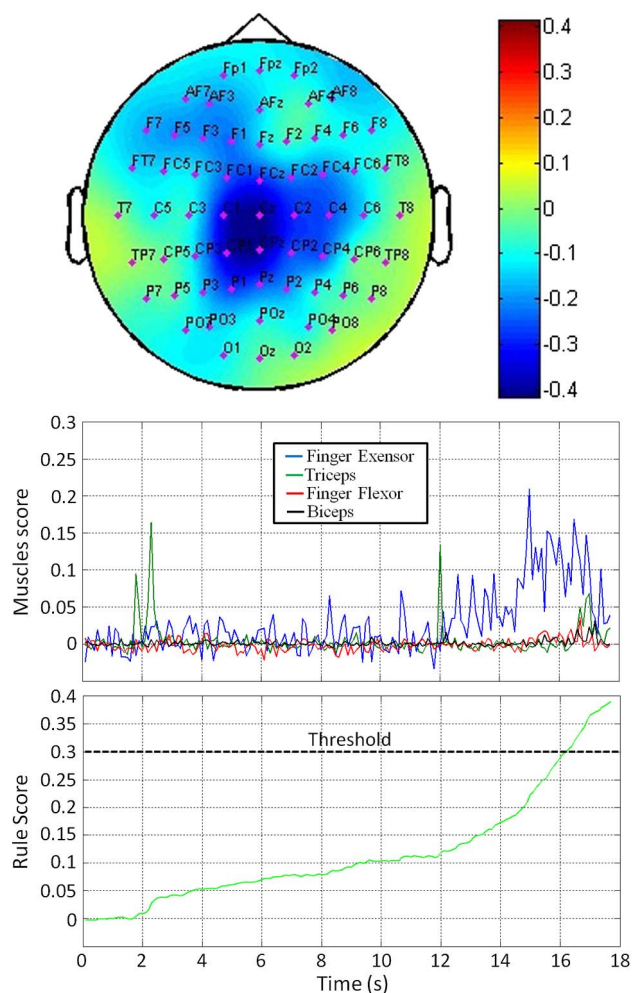 Fp1 Fpz Fp2
AF7 AF3 AFz AF4 AF8
F7 F5 F3 F1 Fz F2 F4 F6 F8
FT7 FC5 FC3 FC1 FCz FC2 FC4 FC6 FT8
T7 C5 C3 C1 Cz C2 C4 C6 T8
TP7 CP5 CP3 CP1 CPz CP2 CP4 CP6 TP8
P7 P5 P3 P1 Pz P2 P4 P6 P8
PO7 PO3 POz PO4 PO8
O1 Oz O2
0.4
0.3
0.2
0.1
0
-0.1
-0.2
-0.3
-0.4
Muscles score
0.3
0.25
0.2
0.15
0.1
0.05
0
Finger Exensor
Triceps
Finger Flexor
Biceps
Rule Score
0.4
0.3
0.2
0.1
0.05
0
Threshold
0 2 4 6 8 10 12 14 16 18
Time (s)